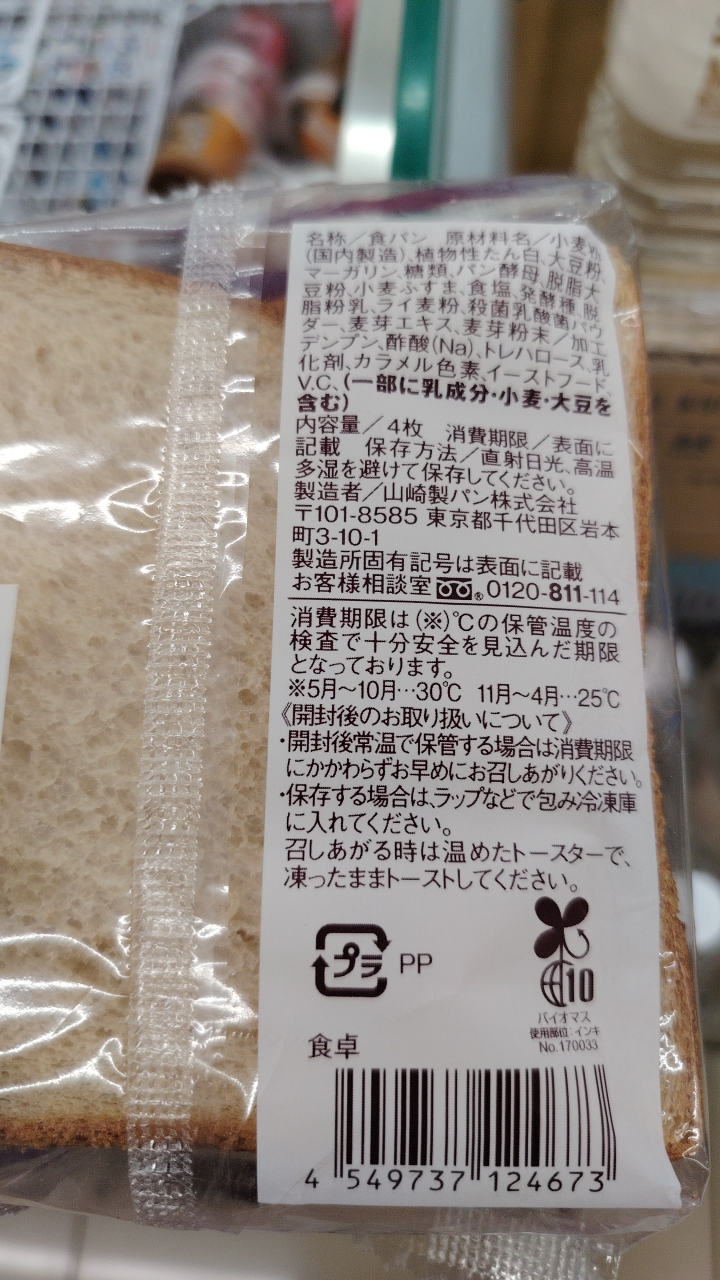 名称／食パン 原材料名／小麦粉
(国内製造)、植物性たん白、大豆粉、
マーガリン、糖類、パン酵母、脱脂大
豆粉、小麦ふすま、食塩、発酵種、脱
脂粉乳、ライ麦粉、殺菌乳酸菌パウ
ダー、麦芽エキス、麦芽粉末／加工
デンプン、酢酸(Na)、トレハロース、乳
化剤、カラメル色素、イーストフード、
V.C、(一部に乳成分・小麦・大豆を
含む)
内容量／4枚 消費期限／表面に
記載 保存方法／直射日光、高温
多湿を避けて保存してください。
製造者／山崎製パン株式会社
〒101-8585 東京都千代田区岩本
町3-10-1
製造所固有記号は表面に記載
お客様相談室 ® 0120-811-114
消費期限は(※)℃の保管温度の
検査で十分安全を見込んだ期限
となっております。
※5月〜10月…30℃ 11月〜4月…25℃
《開封後のお取り扱いについて》
・開封後常温で保管する場合は消費期限
にかかわらずお早めにお召しあがりください。
・保存する場合は、ラップなどで包み冷凍庫
に入れてください。
召しあがる時は温めたトースターで、
凍ったままトーストしてください。
プラ PP
10
バイオマス
使用部位:インキ
No.170033
食卓
4 549737 124673